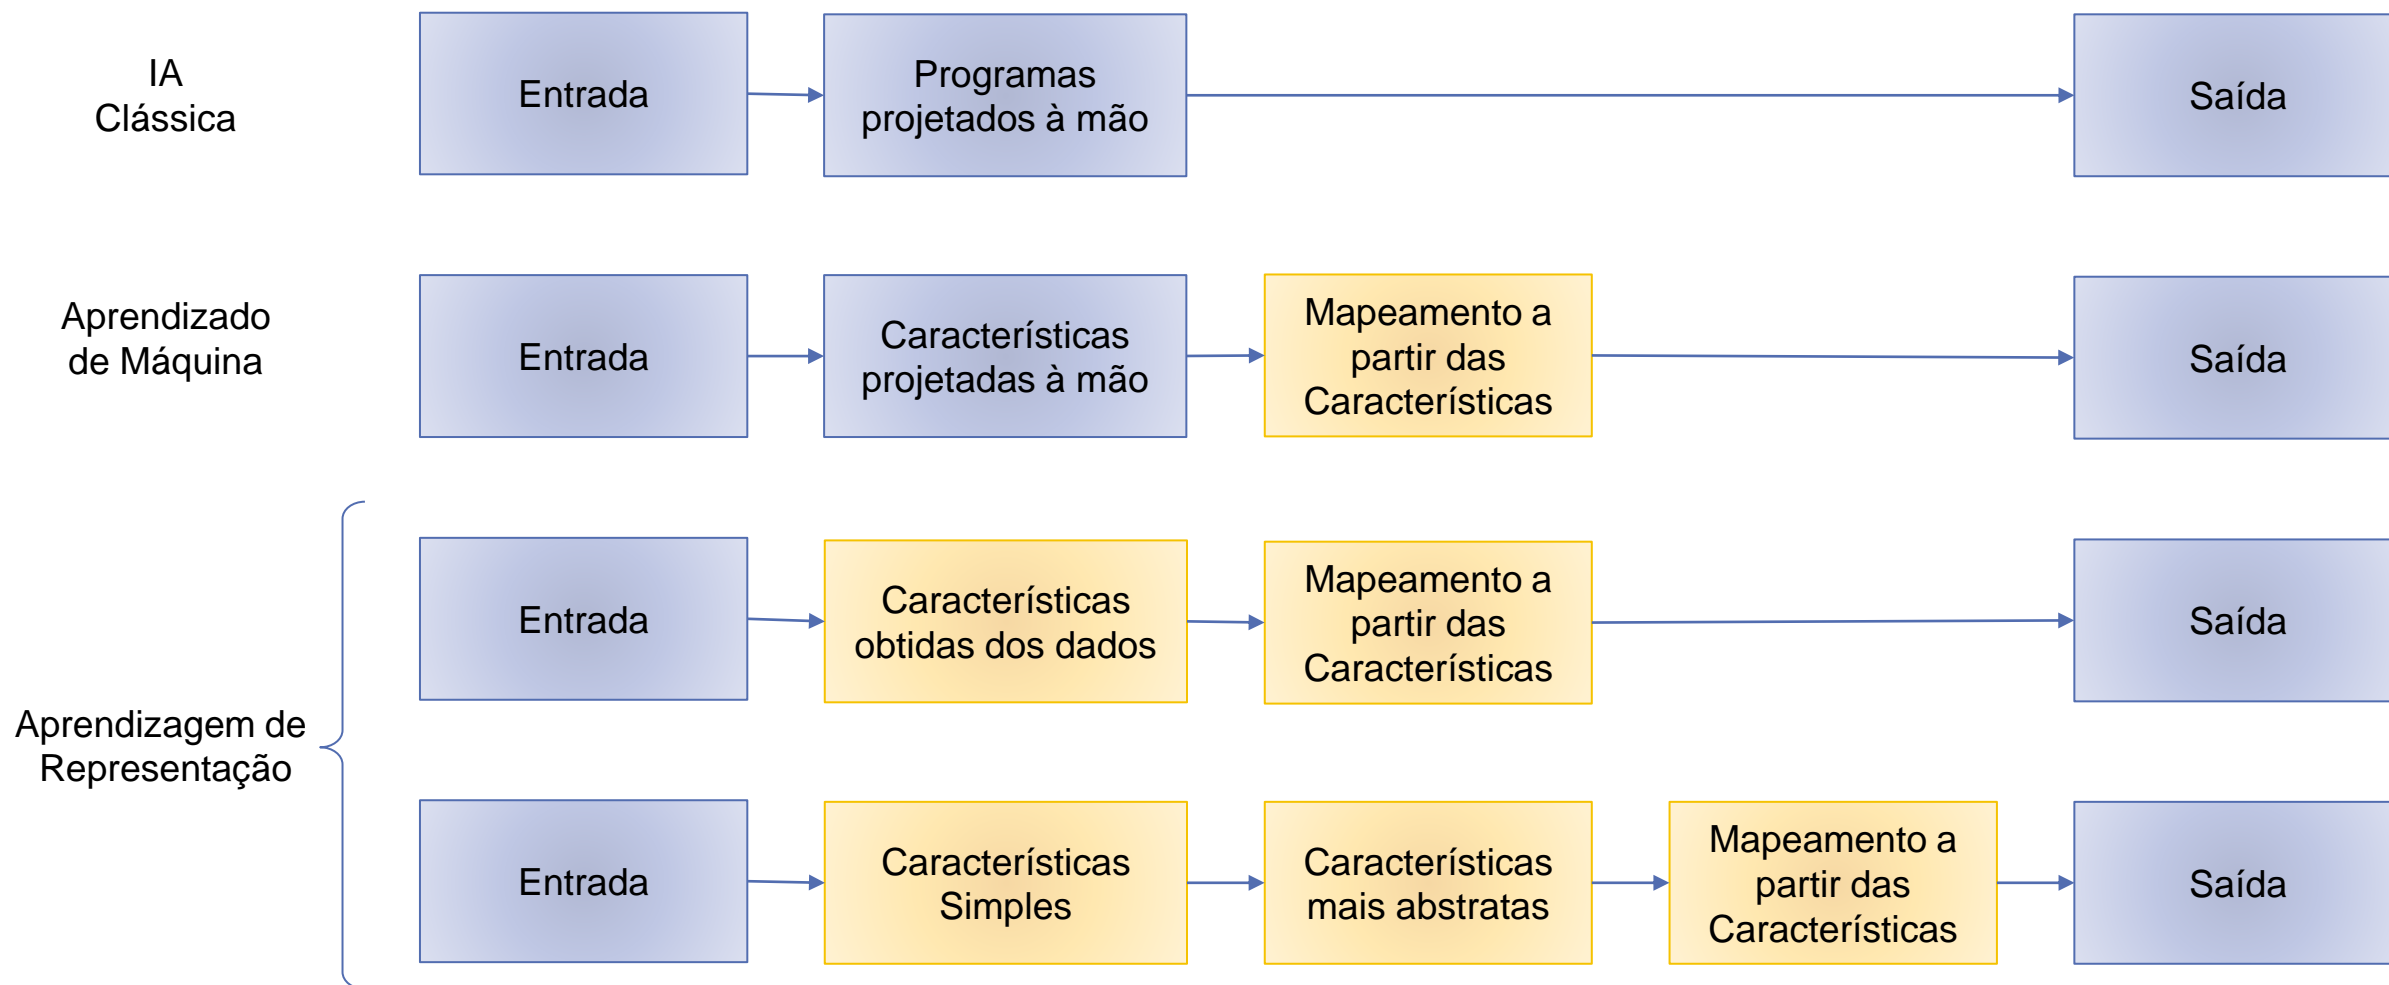 IA
Clássica
Entrada
Programas
projetados à mão
Saída
Aprendizado
de Máquina
Entrada
Características
projetadas à mão
Mapeamento a
partir das
Características
Saída
Aprendizagem de
Representação
Entrada
Características
obtidas dos dados
Mapeamento a
partir das
Características
Saída
Entrada
Características
Simples
Características
mais abstratas
Mapeamento a
partir das
Características
Saída